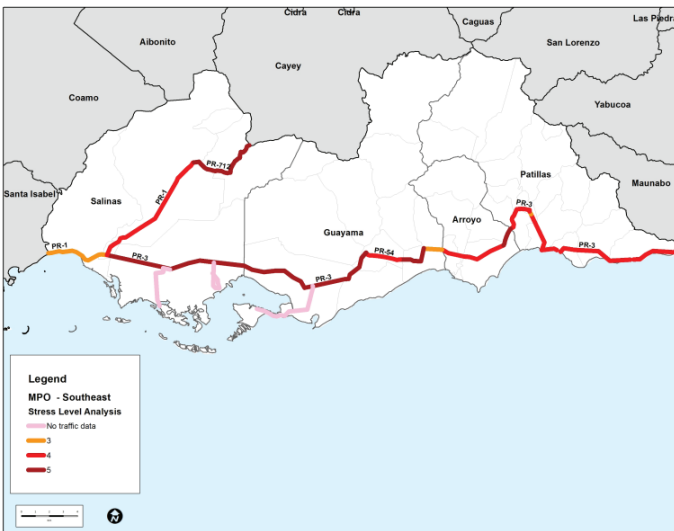 Cidra
Cidra
Caguas
Las Piedra
Aibonito
San Lorenzo
Cayey
Coamo
Yabucoa
PR-712
Patillas
Maunabo
Santa Isabel
PR-1
Salinas
PR-3
Arroyo
Guayama
PR-54
PR-1
PR-3
PR-3
PR-3
Legend
MPO - Southeast
Stress Level Analysis
No traffic data
3
4
5
N